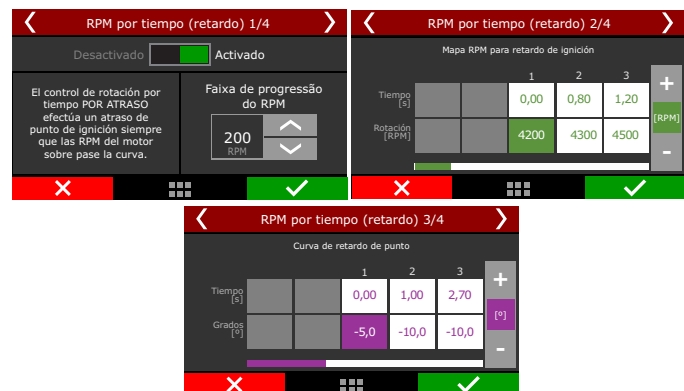 RPM por tiempo (retardo) 1/4
Desactivado Activado
El control de rotación por
tiempo POR ATRASO
efectúa un atraso de
punto de ignición siempre
que las RPM del motor
sobre pase la curva.
Faixa de progressão
do RPM
200
RPM
RPM por tiempo (retardo) 2/4
Mapa RPM para retardo de ignición
1 2 3
Tiempo
[s]
0,00 0,80 1,20
Rotación
[RPM]
4200 4300 4500
+
[RPM]
-
RPM por tiempo (retardo) 3/4
Curva de retardo de punto
1 2 3
Tiempo
[s]
0,00 1,00 2,70
Grados
[º]
-5,0 -10,0 -10,0
+
[º]
-